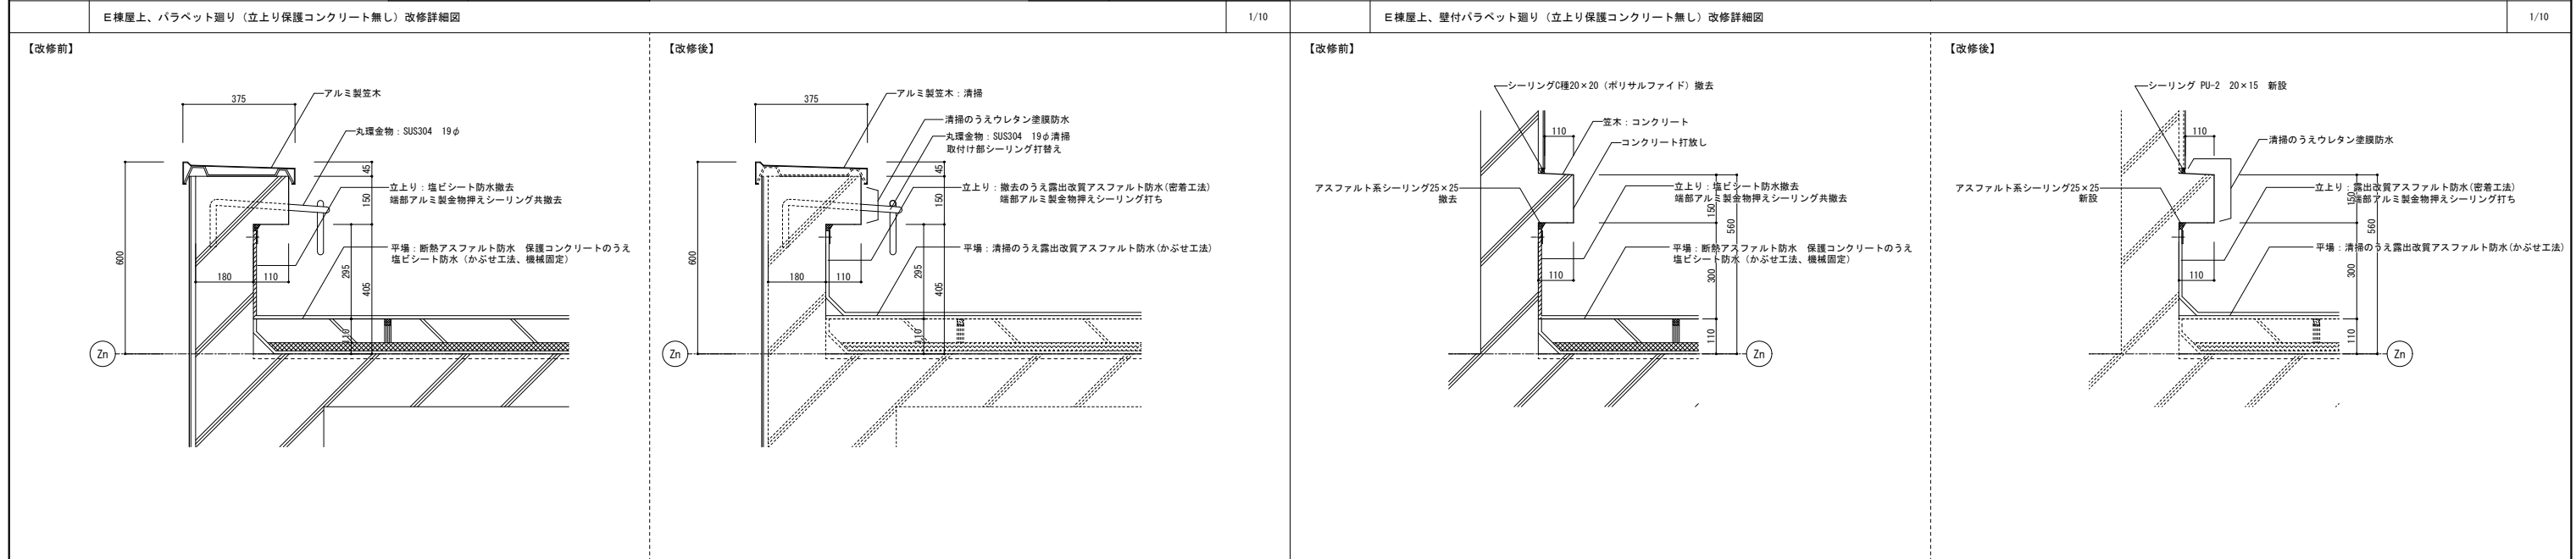 E棟屋上、パラペット廻り（立上り保護コンクリート無し）改修詳細図
1/10
【改修前】
375
アルミ製笠木
丸環金物：SUS304　19φ
45
150
600
立上り：塩ビシート防水撤去
端部アルミ製金物押えシーリング共撤去
平場：断熱アスファルト防水　保護コンクリートのうえ
塩ビシート防水（かぶせ工法、機械固定）
180
110
295
405
110
Zn
【改修後】
375
アルミ製笠木：清掃
清掃のうえウレタン塗膜防水
丸環金物：SUS304　19φ清掃
取付け部シーリング打替え
45
150
600
立上り：撤去のうえ露出改質アスファルト防水(密着工法)
端部アルミ製金物押えシーリング打ち
平場：清掃のうえ露出改質アスファルト防水(かぶせ工法)
180
110
295
405
110
Zn
E棟屋上、壁付パラペット廻り（立上り保護コンクリート無し）改修詳細図
1/10
【改修前】
シーリングC種20×20（ポリサルファイド）撤去
110
笠木：コンクリート
コンクリート打放し
アスファルト系シーリング25×25
撤去
立上り：塩ビシート防水撤去
端部アルミ製金物押えシーリング共撤去
150
560
平場：断熱アスファルト防水　保護コンクリートのうえ
塩ビシート防水（かぶせ工法、機械固定）
110
300
110
Zn
【改修後】
シーリング PU-2　20×15　新設
110
清掃のうえウレタン塗膜防水
アスファルト系シーリング25×25
新設
立上り：露出改質アスファルト防水(密着工法)
端部アルミ製金物押えシーリング打ち
150
560
平場：清掃のうえ露出改質アスファルト防水(かぶせ工法)
110
300
110
Zn